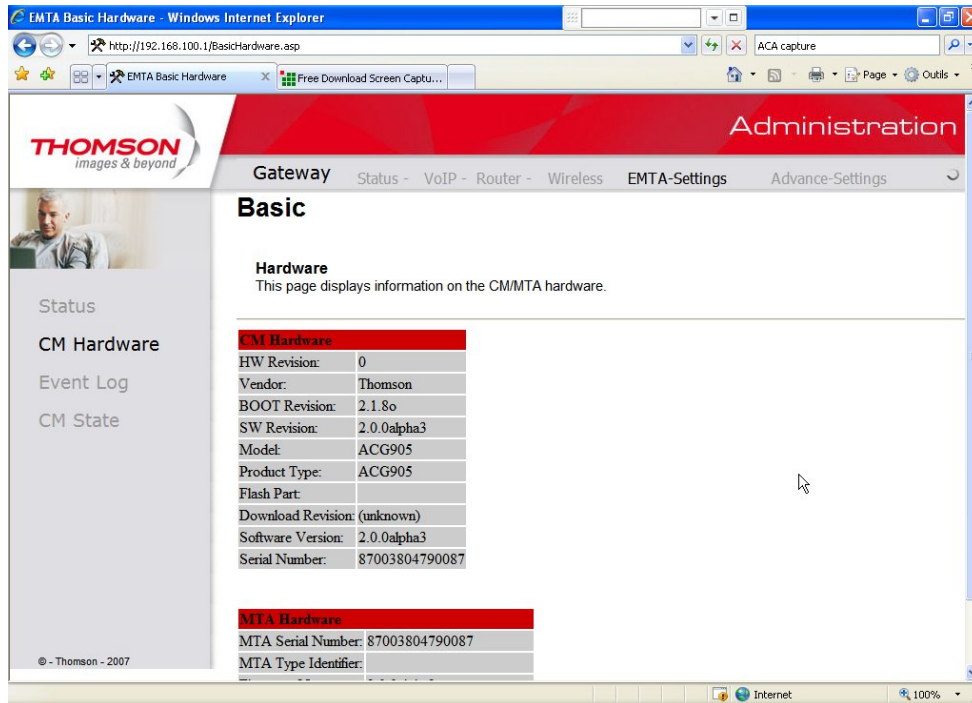 EMTA Basic Hardware - Windows Internet Explorer
http://192.168.100.1/BasicHardware.asp
ACA capture
EMTA Basic Hardware
X
Free Download Screen Captu...
Page
Outils
THOMSON
images & beyond
Administration
Gateway Status - VoIP - Router - Wireless EMTA-Settings Advance-Settings
Basic
Hardware
This page displays information on the CM/MTA hardware.
Status
CM Hardware
Event Log
CM State
CM Hardware
HW Revision: 0
Vendor: Thomson
BOOT Revision: 2.1.8o
SW Revision: 2.0.0alpha3
Model: ACG905
Product Type: ACG905
Flash Part:
Download Revision: (unknown)
Software Version: 2.0.0alpha3
Serial Number: 87003804790087
MTA Hardware
MTA Serial Number: 87003804790087
MTA Type Identifier:
© - Thomson - 2007
Internet
100%